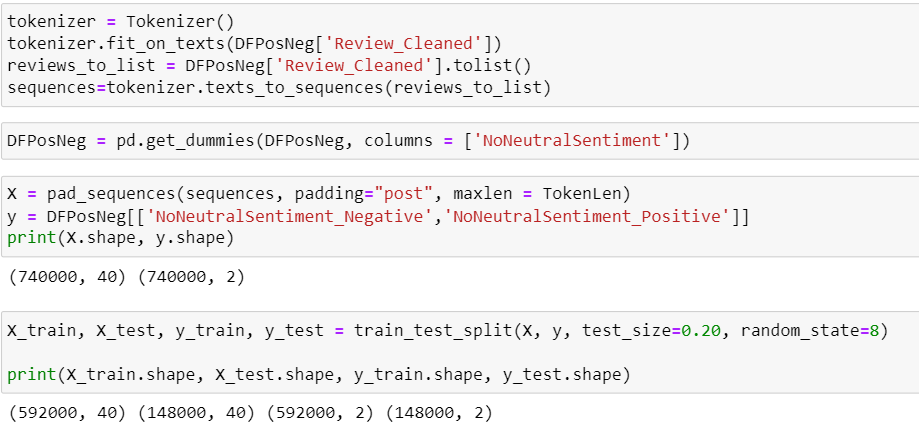 tokenizer = Tokenizer()
tokenizer.fit_on_texts(DFPosNeg['Review_Cleaned'])
reviews_to_list = DFPosNeg['Review_Cleaned'].tolist()
sequences=tokenizer.texts_to_sequences(reviews_to_list)
DFPosNeg = pd.get_dummies(DFPosNeg, columns = ['NoNeutralSentiment'])
X = pad_sequences(sequences, padding="post", maxlen = TokenLen)
y = DFPosNeg[['NoNeutralSentiment_Negative','NoNeutralSentiment_Positive']]
print(X.shape, y.shape)
(740000, 40) (740000, 2)
X_train, X_test, y_train, y_test = train_test_split(X, y, test_size=0.20, random_state=8)
print(X_train.shape, X_test.shape, y_train.shape, y_test.shape)
(592000, 40) (148000, 40) (592000, 2) (148000, 2)